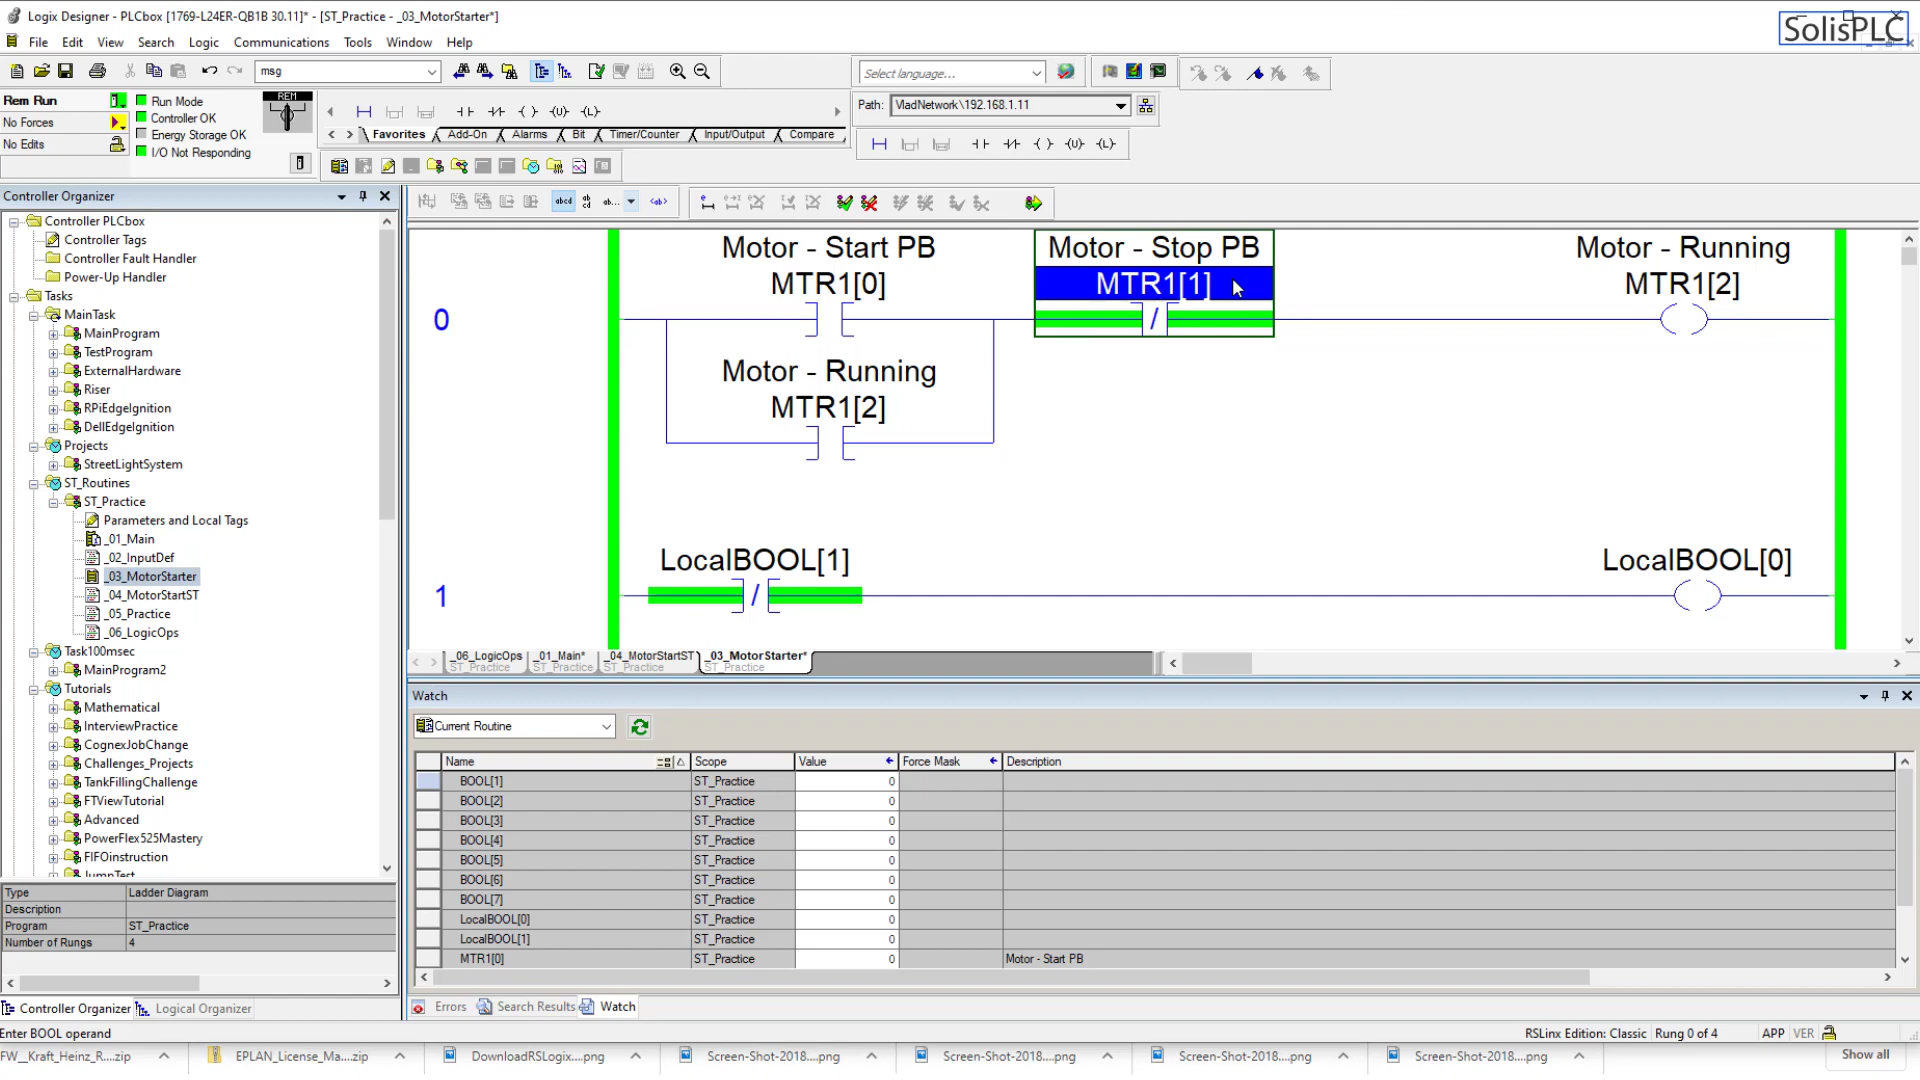 Logix Designer - PLCbox [1769-L24ER-QB1B 30.11]* - [ST_Practice - _03_MotorStarter*]
SolisPLC
File Edit View Search Logic Communications Tools Window Help
msg
Select language...
Rem Run
No Forces
No Edits
Run Mode
Controller OK
Energy Storage OK
I/O Not Responding
REM
Path: VladNetwork\192.168.1.11
Favorites Add-On Alarms Bit Timer/Counter Input/Output Compare
Controller Organizer
Controller PLCbox
Controller Tags
Controller Fault Handler
Power-Up Handler
Tasks
MainTask
MainProgram
TestProgram
ExternalHardware
Riser
RPiEdgeIgnition
DellEdgeIgnition
Projects
StreetLightSystem
ST_Routines
ST_Practice
Parameters and Local Tags
_01_Main
_02_InputDef
_03_MotorStarter
_04_MotorStartST
_05_Practice
_06_LogicOps
Task100msec
MainProgram2
Tutorials
Mathematical
InterviewPractice
CognexJobChange
Challenges_Projects
TankFillingChallenge
FTViewTutorial
Advanced
PowerFlex525Mastery
FIFOinstruction
JumpTest
Type Ladder Diagram
Description
Program ST_Practice
Number of Rungs 4
Controller Organizer Logical Organizer
Motor - Start PB
MTR1[0]
Motor - Stop PB
MTR1[1]
Motor - Running
MTR1[2]
0
Motor - Running
MTR1[2]
LocalBOOL[1]
LocalBOOL[0]
1
_06_LogicOps _01_Main* _04_MotorStartST _03_MotorStarter*
ST_Practice ST_Practice ST_Practice ST_Practice
Watch
Current Routine
Name Scope Value Force Mask Description
BOOL[1] ST_Practice 0
BOOL[2] ST_Practice 0
BOOL[3] ST_Practice 0
BOOL[4] ST_Practice 0
BOOL[5] ST_Practice 0
BOOL[6] ST_Practice 0
BOOL[7] ST_Practice 0
LocalBOOL[0] ST_Practice 0
LocalBOOL[1] ST_Practice 0
MTR1[0] ST_Practice 0 Motor - Start PB
Errors Search Results Watch
Enter BOOL operand
RSLinx Edition: Classic Rung 0 of 4 APP VER
FW__Kraft_Heinz_R....zip EPLAN_License_Ma....zip DownloadRSLogix....png Screen-Shot-2018....png Screen-Shot-2018....png Screen-Shot-2018....png Screen-Shot-2018....png Show all